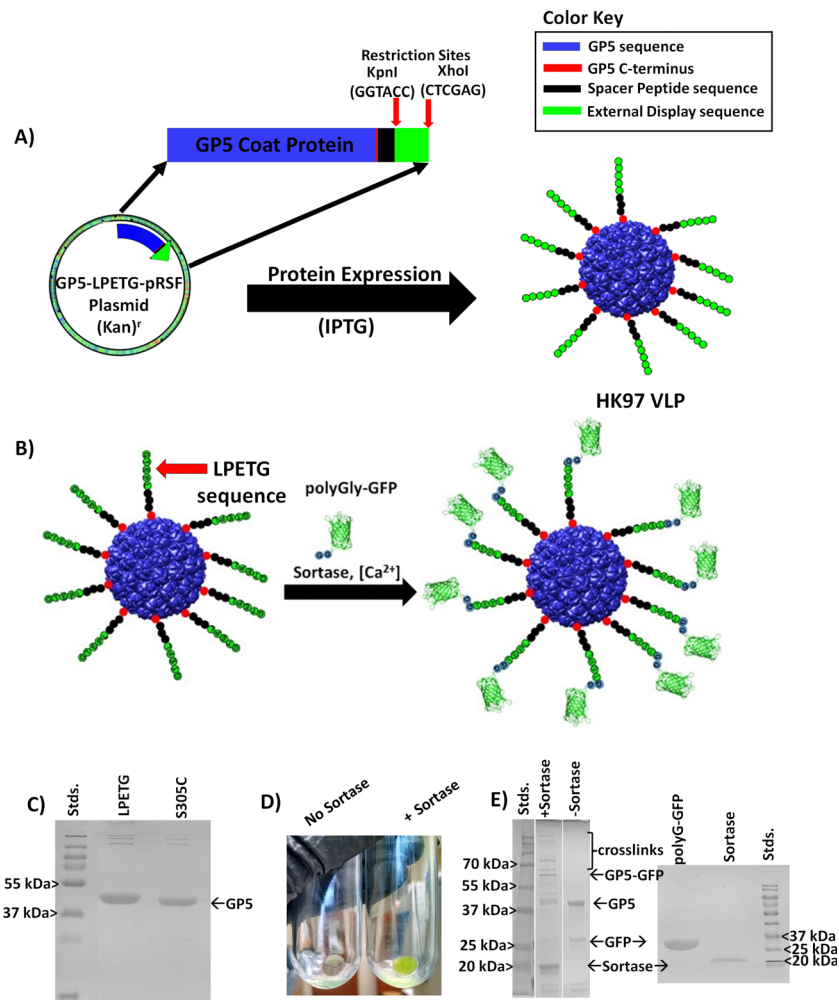 Color Key
GP5 sequence
GP5 C-terminus
Spacer Peptide sequence
External Display sequence
A)
Restriction Sites
KpnI XhoI
(GGTACC) (CTCGAG)
GP5 Coat Protein
GP5-LPETG-pRSF
Plasmid
(Kan)ʳ
Protein Expression
(IPTG)
HK97 VLP
B)
LPETG
sequence
polyGly-GFP
G G
Sortase, [Ca²⁺]
C)
Stds.
LPETG
S305C
55 kDa>
37 kDa>
←GP5
D)
No Sortase
+ Sortase
E)
Stds.
+Sortase
-Sortase
70 kDa>
55 kDa>
37 kDa>
25 kDa>
20 kDa>
crosslinks
←GP5-GFP
←GP5
←GFP→
←Sortase→
polyG-GFP
Sortase
Stds.
<37 kDa
<25 kDa
<20 kDa